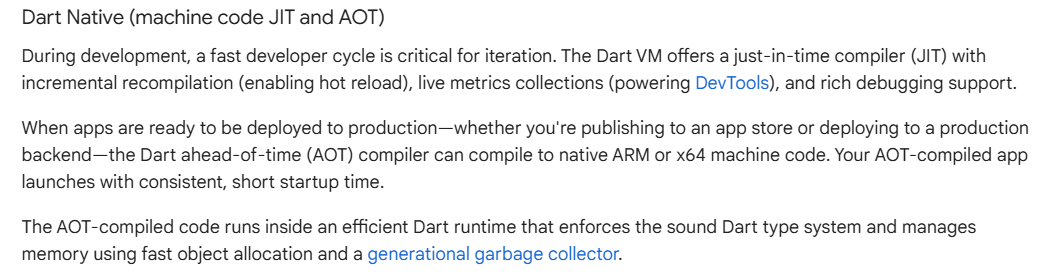 Dart Native (machine code JIT and AOT)
During development, a fast developer cycle is critical for iteration. The Dart VM offers a just-in-time compiler (JIT) with
incremental recompilation (enabling hot reload), live metrics collections (powering DevTools), and rich debugging support.
When apps are ready to be deployed to production—whether you're publishing to an app store or deploying to a production
backend—the Dart ahead-of-time (AOT) compiler can compile to native ARM or x64 machine code. Your AOT-compiled app
launches with consistent, short startup time.
The AOT-compiled code runs inside an efficient Dart runtime that enforces the sound Dart type system and manages
memory using fast object allocation and a generational garbage collector.